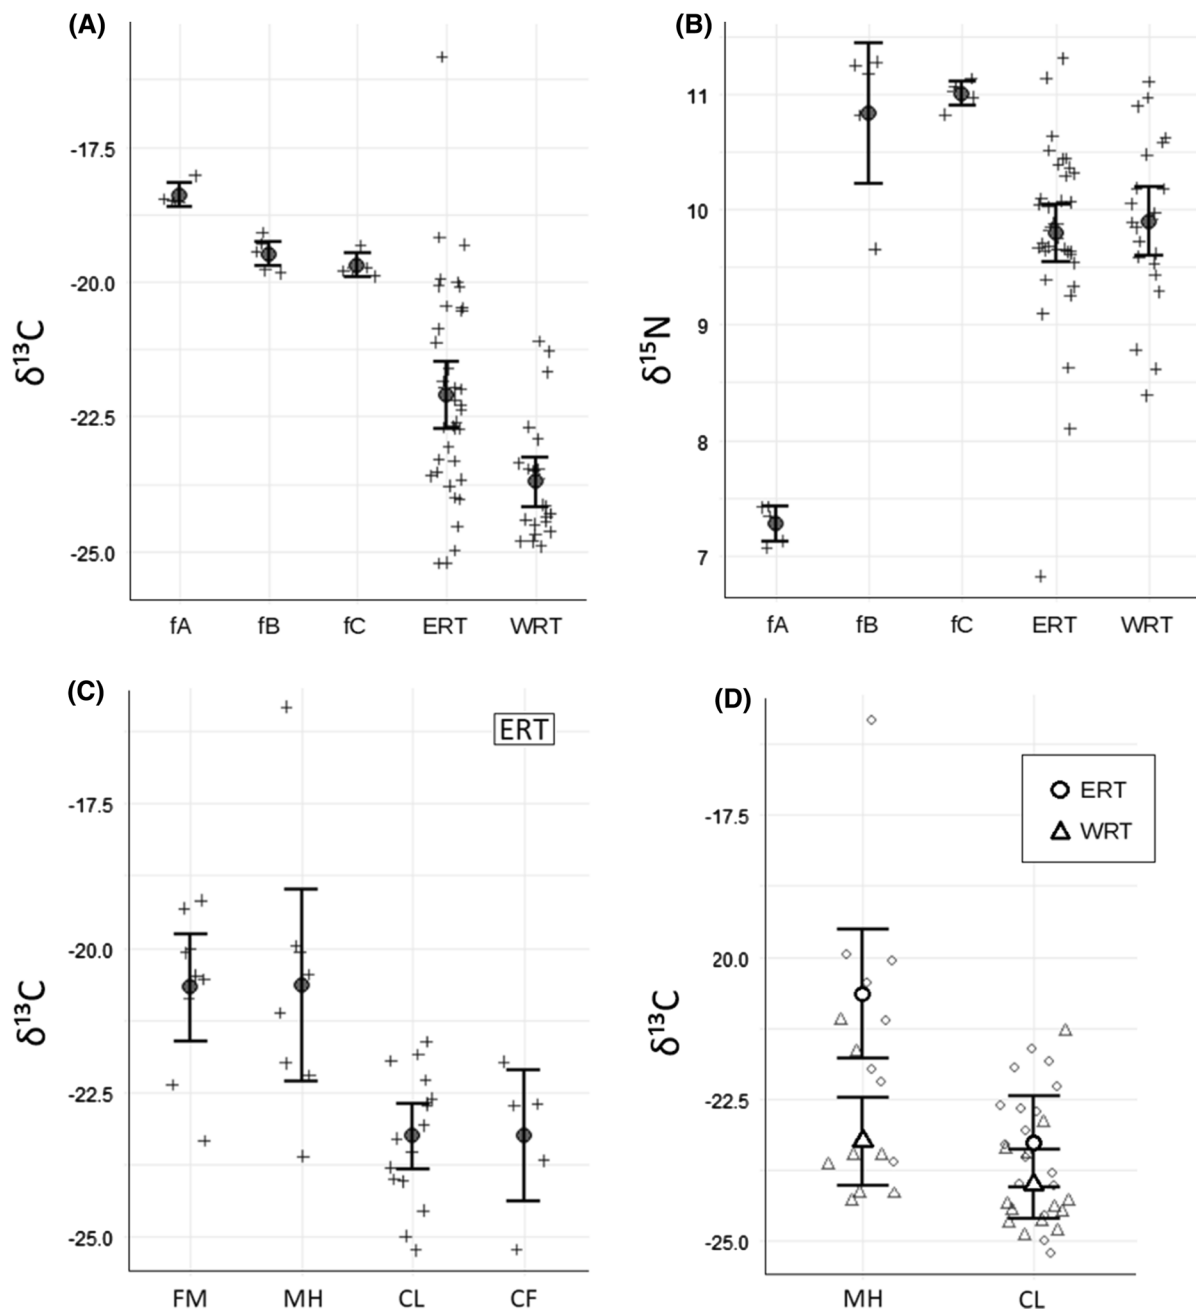 (A)
δ¹³C
-17.5
-20.0
-22.5
-25.0
fA fB fC ERT WRT
(B)
δ¹⁵N
11
10
9
8
7
fA fB fC ERT WRT
(C)
ERT
δ¹³C
-17.5
-20.0
-22.5
-25.0
FM MH CL CF
(D)
ERT
WRT
δ¹³C
-17.5
20.0
-22.5
-25.0
MH CL